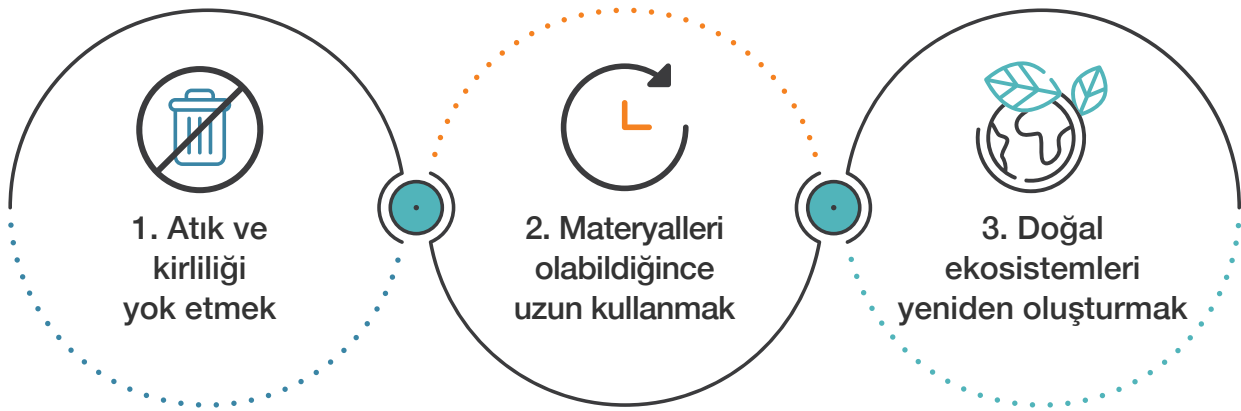 1. Atık ve
kirliliği
yok etmek
2. Materyalleri
olabildiğince
uzun kullanmak
3. Doğal
ekosistemleri
yeniden oluşturmak